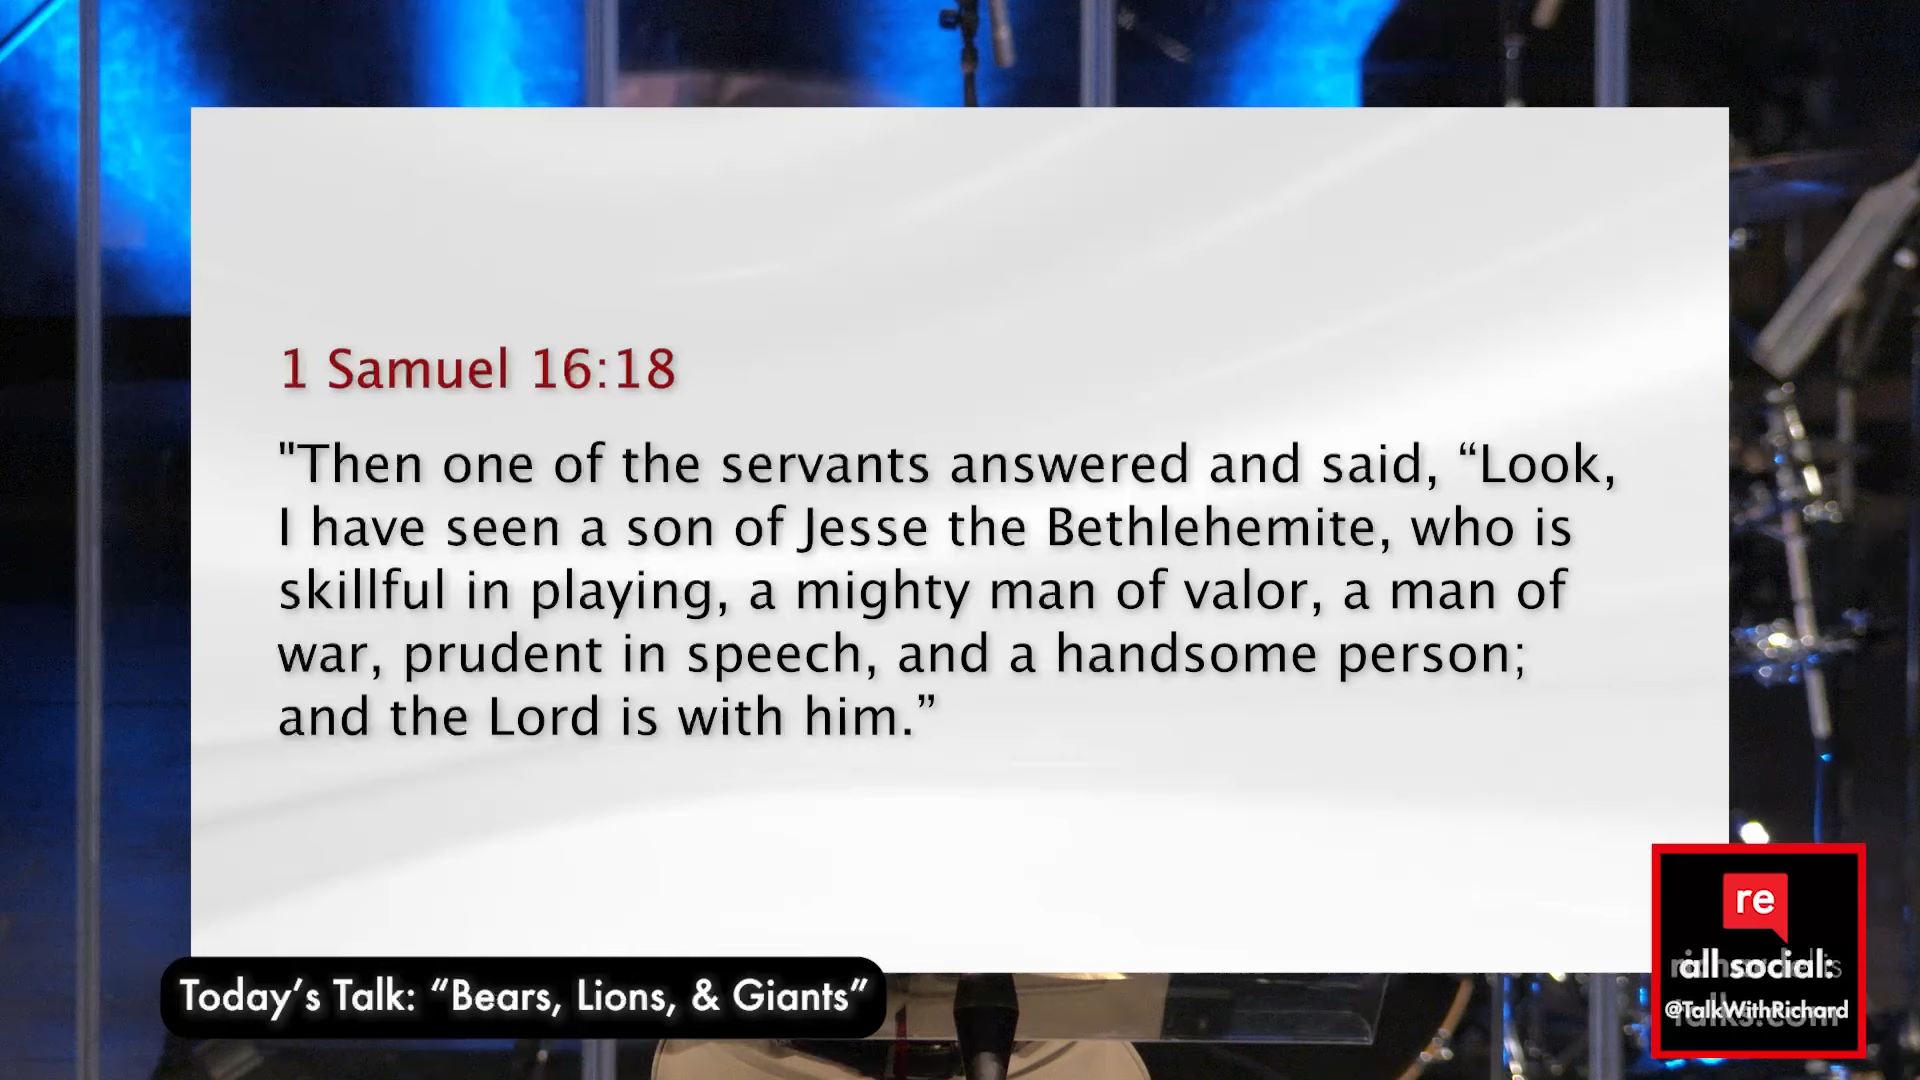 1 Samuel 16:18
"Then one of the servants answered and said, “Look,
I have seen a son of Jesse the Bethlehemite, who is
skillful in playing, a mighty man of valor, a man of
war, prudent in speech, and a handsome person;
and the Lord is with him.”
Today’s Talk: “Bears, Lions, & Giants”
re
all social:
@TalkWithRichard